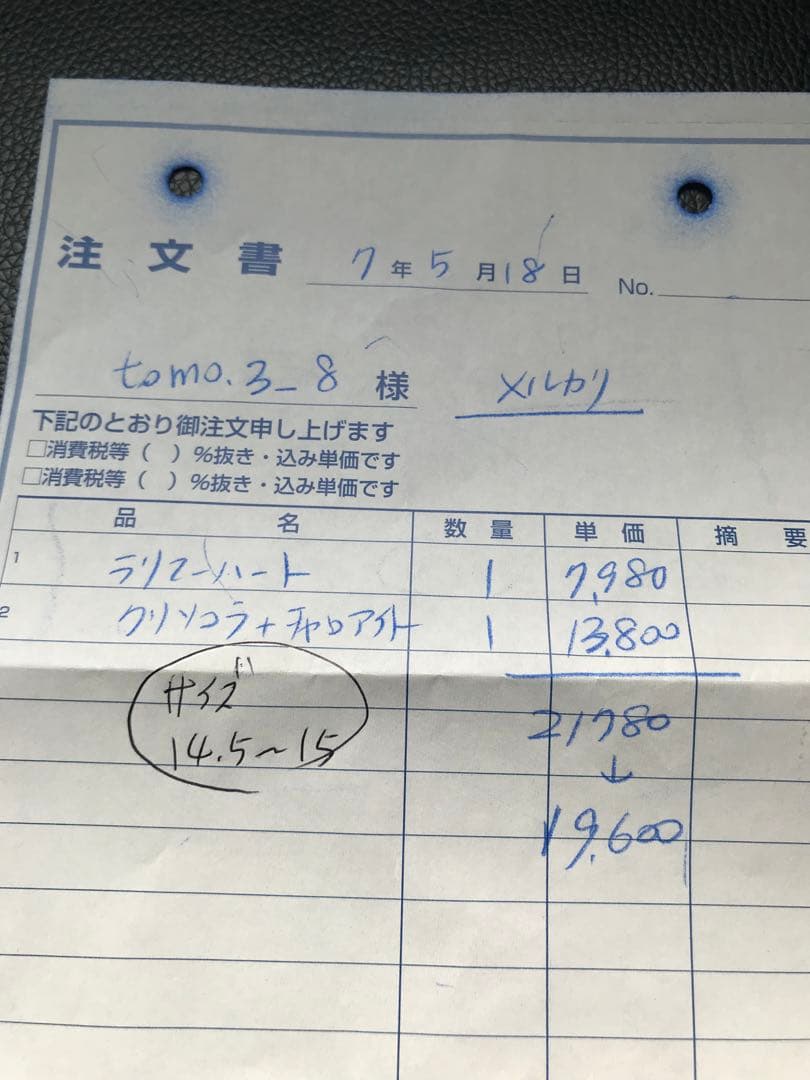 注文書 7年5月18日 No.
tomo.3_8 様 メルカリ
下記のとおり御注文申し上げます
□消費税等( )%抜き・込み単価です
□消費税等( )%抜き・込み単価です
品名 数量 単価 摘要
1 ラリマーハート 1 7,980
2 クリソコラ+チャロアイト 1 13,800
サイズ 21780
14.5〜15 ↓
19,600